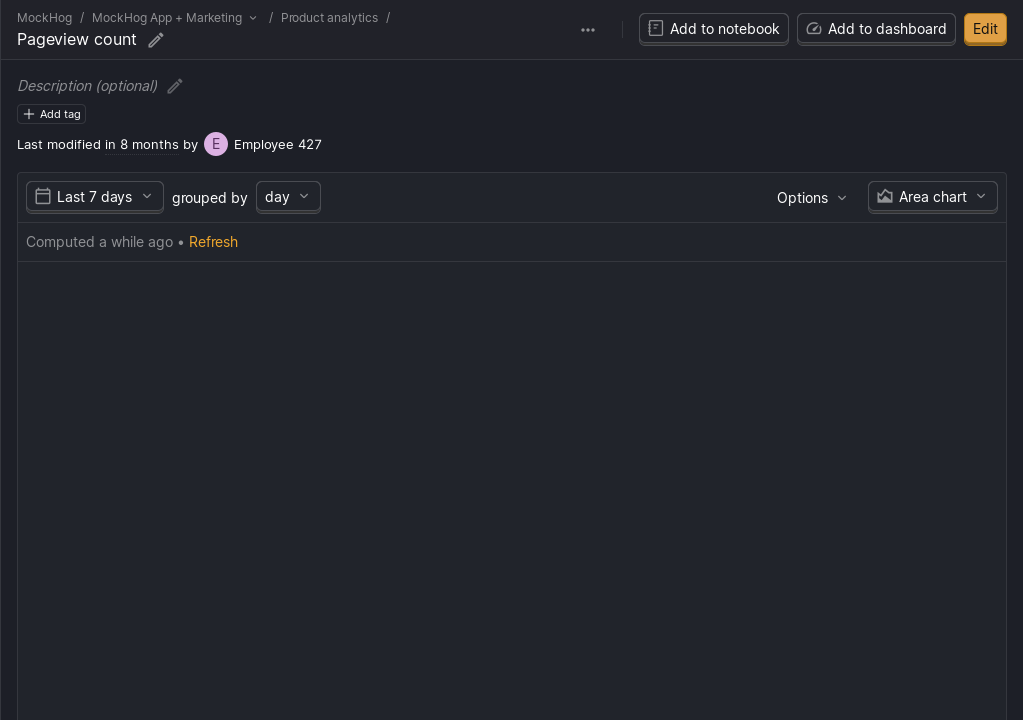 MockHog / MockHog App + Marketing / Product analytics /
Pageview count
Add to notebook
Add to dashboard
Edit
Description (optional)
Add tag
Last modified in 8 months by E Employee 427
Last 7 days grouped by day
Options
Area chart
Computed a while ago • Refresh